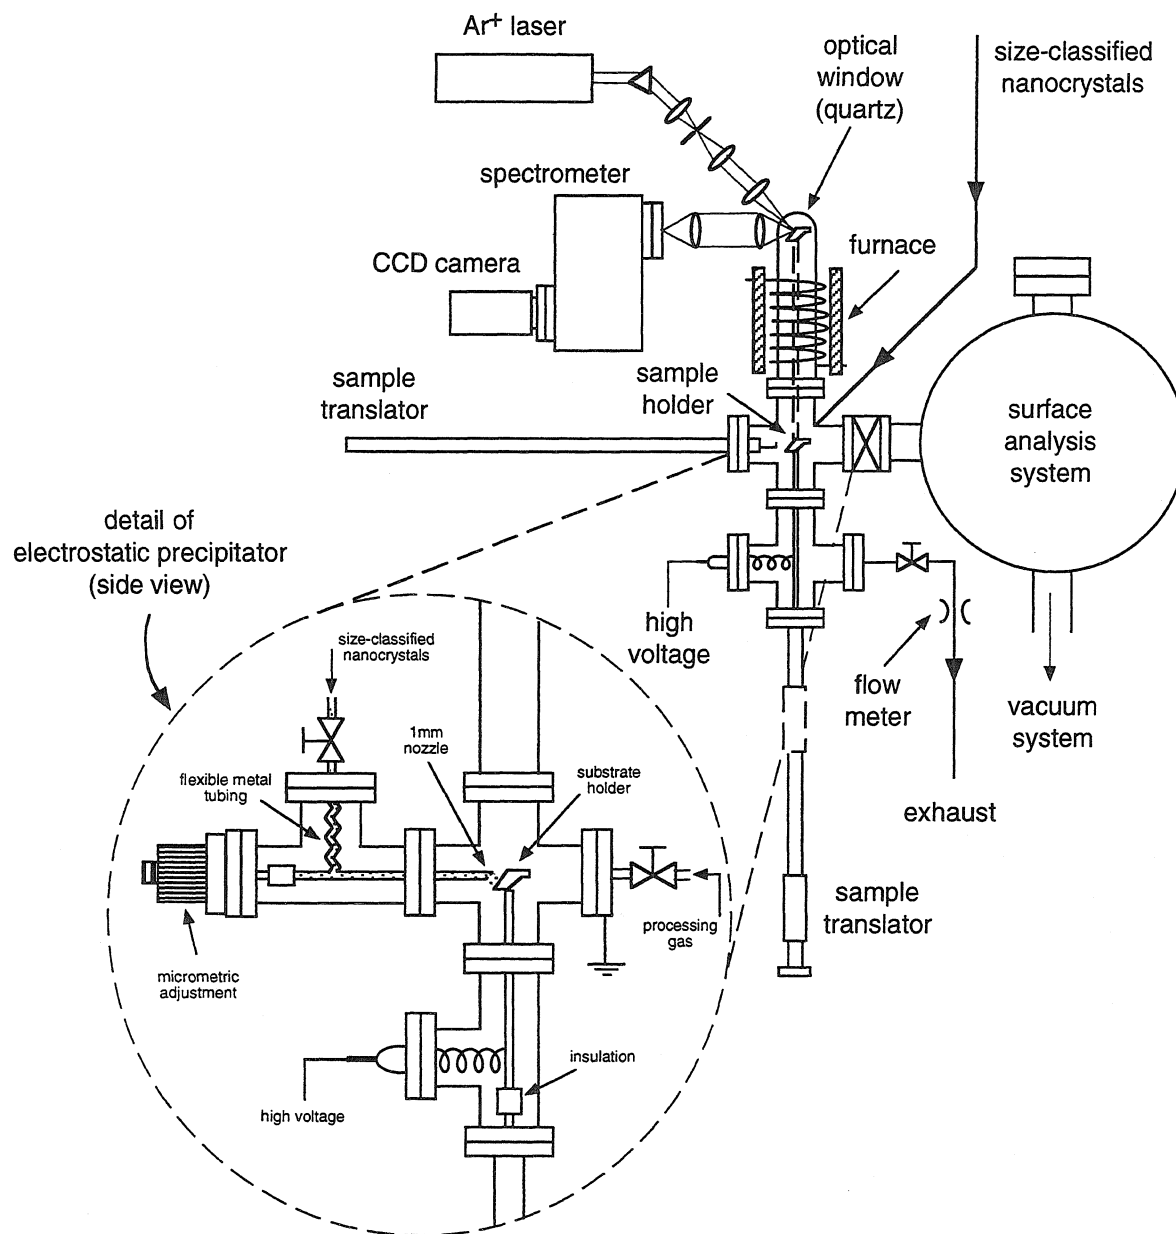 Ar+ laser
optical
window
(quartz)
size-classified
nanocrystals
spectrometer
furnace
CCD camera
sample
translator
sample
holder
surface
analysis
system
detail of
electrostatic precipitator
(side view)
high
voltage
flow
meter
vacuum
system
exhaust
sample
translator
size-classified
nanocrystals
1mm
nozzle
flexible metal
tubing
substrate
holder
processing
gas
micrometric
adjustment
insulation
high voltage